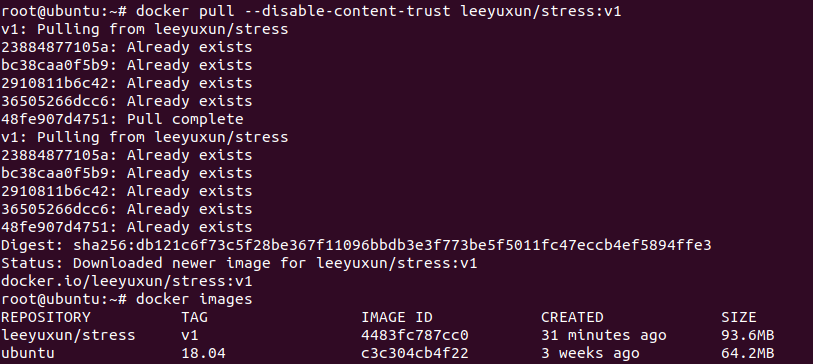 root@ubuntu:~# docker pull --disable-content-trust leeyuxun/stress:v1
v1: Pulling from leeyuxun/stress
23884877105a: Already exists
bc38caa0f5b9: Already exists
2910811b6c42: Already exists
36505266dcc6: Already exists
48fe907d4751: Pull complete
v1: Pulling from leeyuxun/stress
23884877105a: Already exists
bc38caa0f5b9: Already exists
2910811b6c42: Already exists
36505266dcc6: Already exists
48fe907d4751: Already exists
Digest: sha256:db121c6f73c5f28be367f11096bbdb3e3f773be5f5011fc47eccb4ef5894ffe3
Status: Downloaded newer image for leeyuxun/stress:v1
docker.io/leeyuxun/stress:v1
root@ubuntu:~# docker images
REPOSITORY TAG IMAGE ID CREATED SIZE
leeyuxun/stress v1 4483fc787cc0 31 minutes ago 93.6MB
ubuntu 18.04 c3c304cb4f22 3 weeks ago 64.2MB